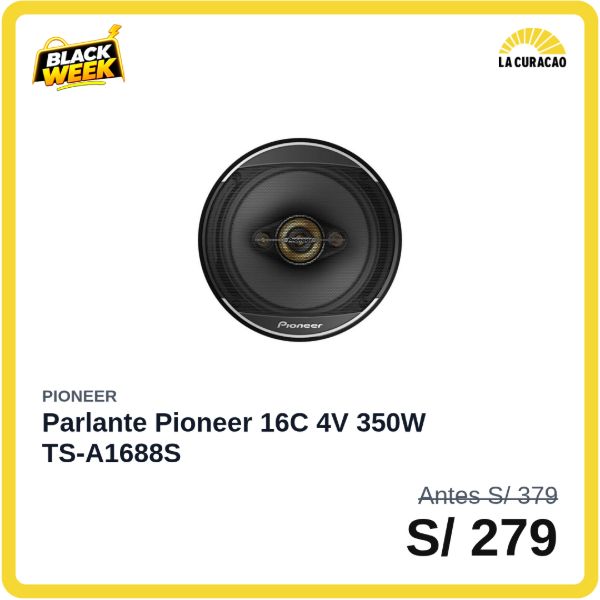 BLACK
WEEK
LA CURACAO
Pioneer
PIONEER
Parlante Pioneer 16C 4V 350W
TS-A1688S
Antes S/ 379
S/ 279